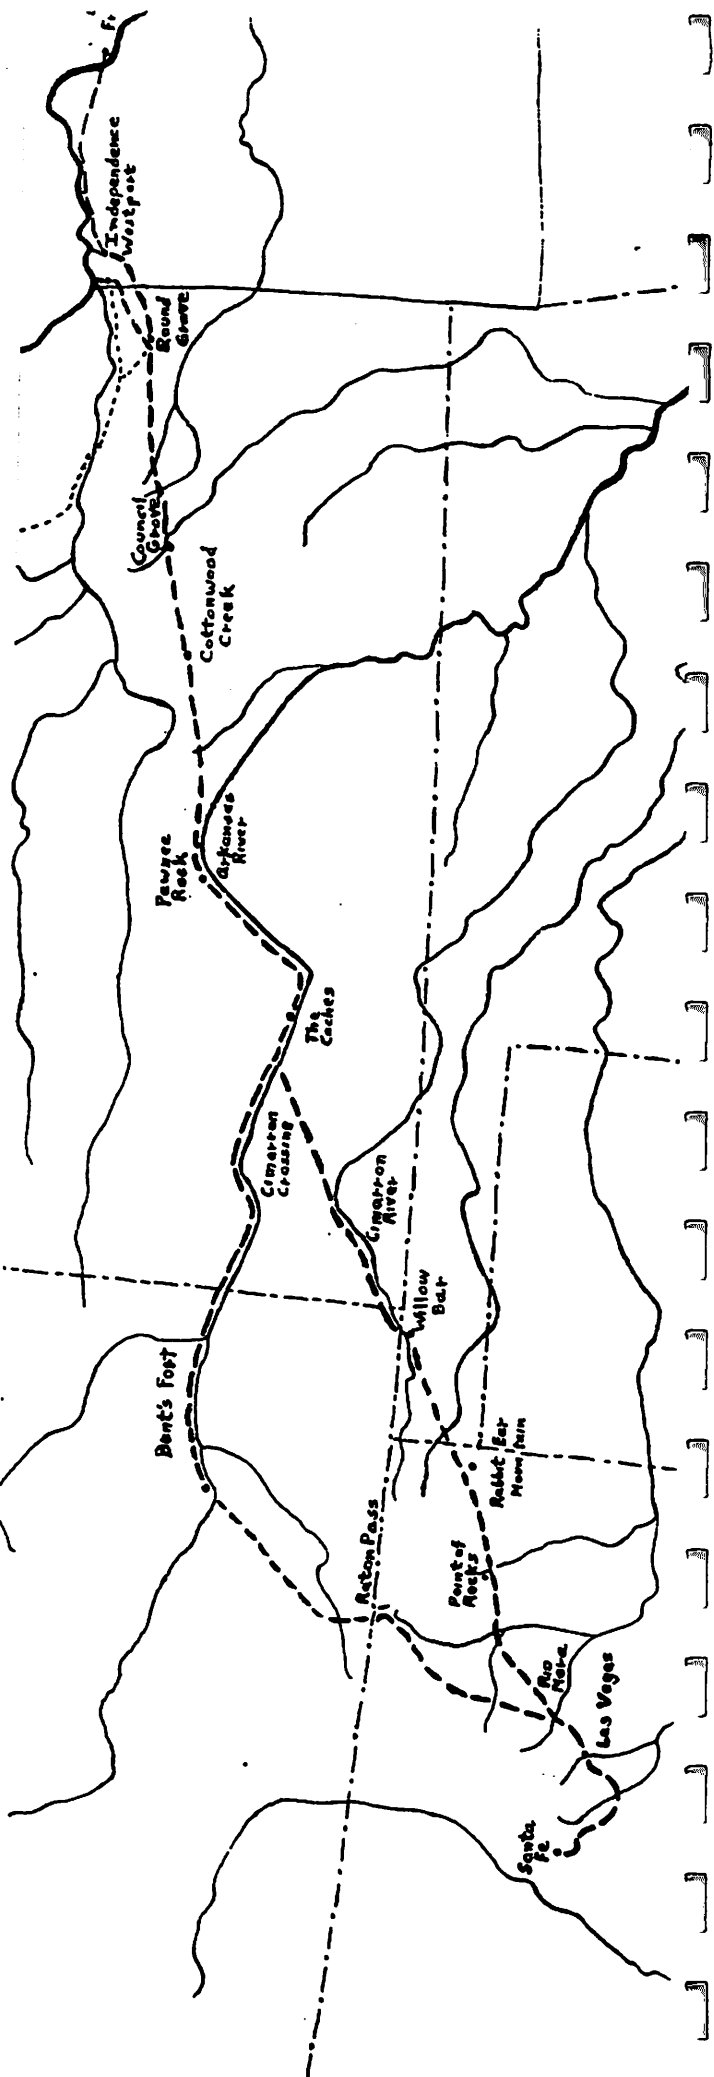 Fr
Independence
Westport
Round
Grove
Council
Grove
Cottonwood
Creek
Pawnee
Rock
Arkansas
River
The
Caches
Cimarron
Crossing
Cimarron
River
Willow
Bar
Bent's Fort
Rabbit Ear
Mountain
Raton Pass
Point of
Rocks
Rio
Mora
Las Vegas
Santa
Fe